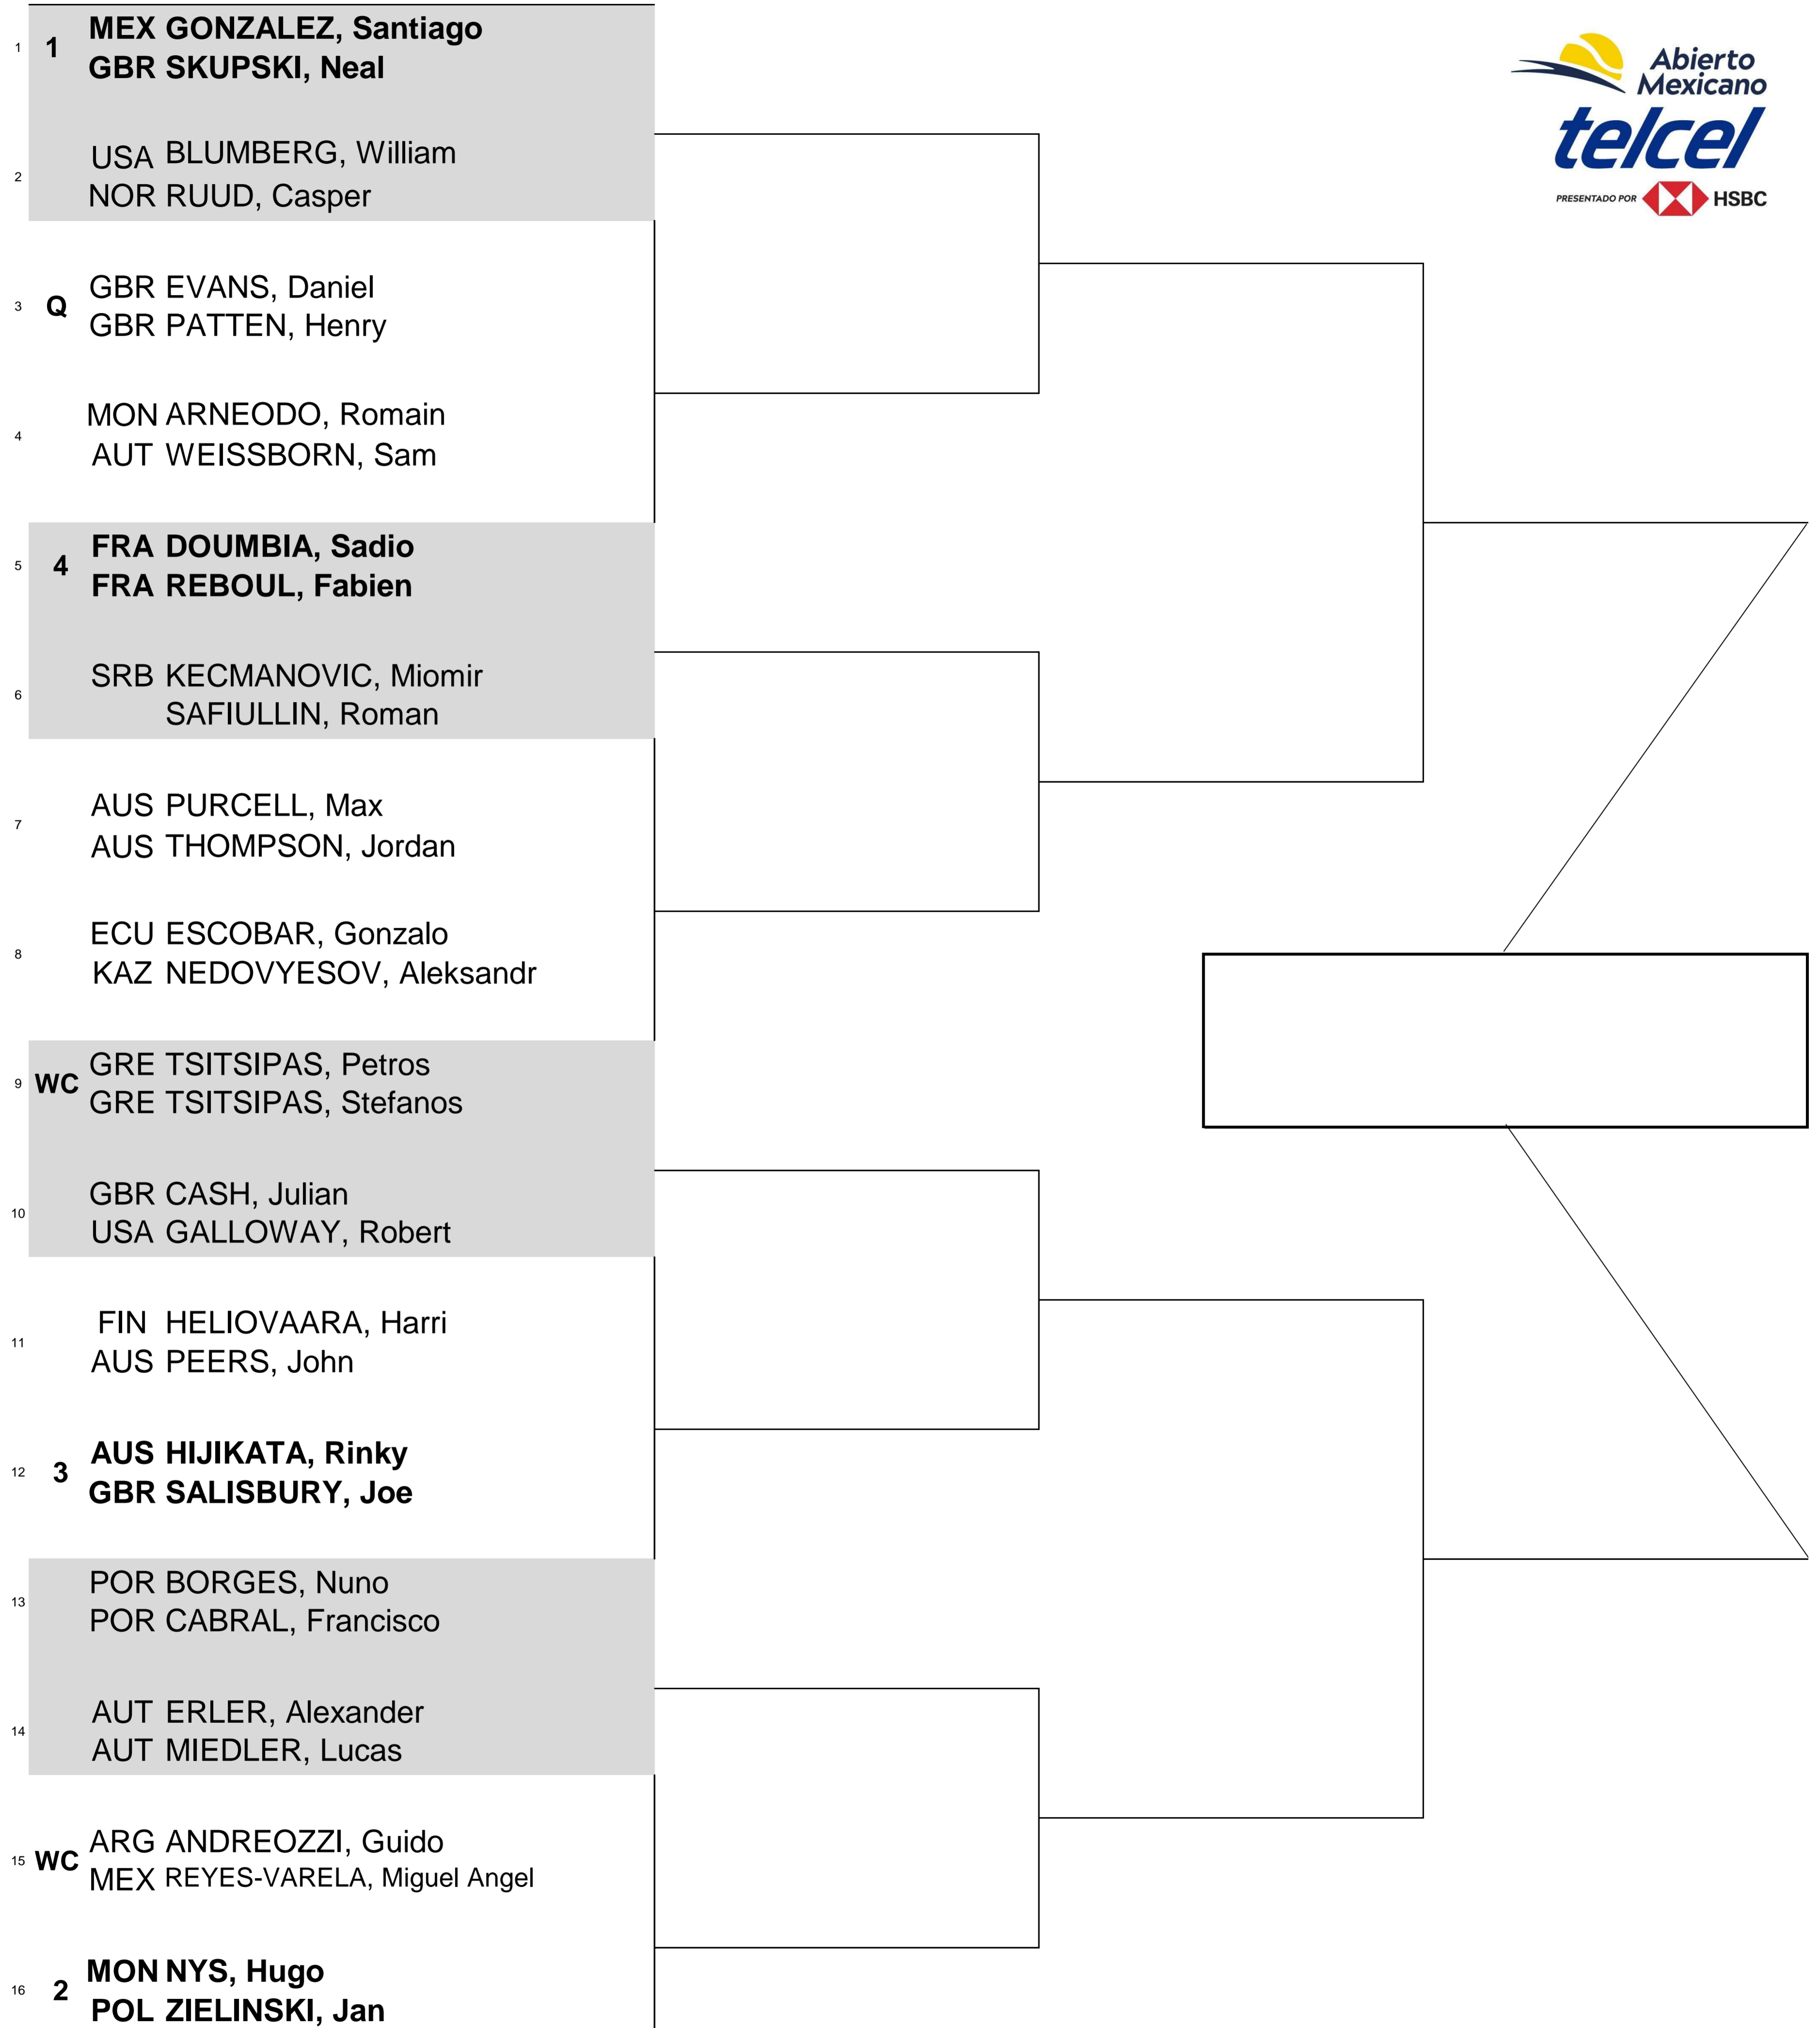 1 1 MEX GONZALEZ, Santiago
GBR SKUPSKI, Neal
2 USA BLUMBERG, William
NOR RUUD, Casper
3 Q GBR EVANS, Daniel
GBR PATTEN, Henry
4 MON ARNEODO, Romain
AUT WEISSBORN, Sam
5 4 FRA DOUMBIA, Sadio
FRA REBOUL, Fabien
6 SRB KECMANOVIC, Miomir
SAFIULLIN, Roman
7 AUS PURCELL, Max
AUS THOMPSON, Jordan
8 ECU ESCOBAR, Gonzalo
KAZ NEDOVYESOV, Aleksandr
9 WC GRE TSITSIPAS, Petros
GRE TSITSIPAS, Stefanos
10 GBR CASH, Julian
USA GALLOWAY, Robert
11 FIN HELIOVAARA, Harri
AUS PEERS, John
12 3 AUS HIJIKATA, Rinky
GBR SALISBURY, Joe
13 POR BORGES, Nuno
POR CABRAL, Francisco
14 AUT ERLER, Alexander
AUT MIEDLER, Lucas
15 WC ARG ANDREOZZI, Guido
MEX REYES-VARELA, Miguel Angel
16 2 MON NYS, Hugo
POL ZIELINSKI, Jan
Abierto
Mexicano
telcel
PRESENTADO POR HSBC